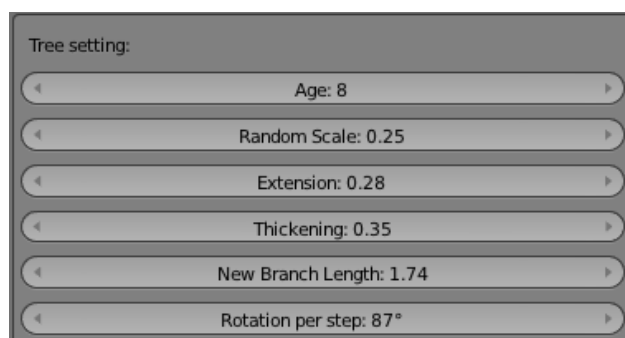 Tree setting:
Age: 8
Random Scale: 0.25
Extension: 0.28
Thickening: 0.35
New Branch Length: 1.74
Rotation per step: 87°